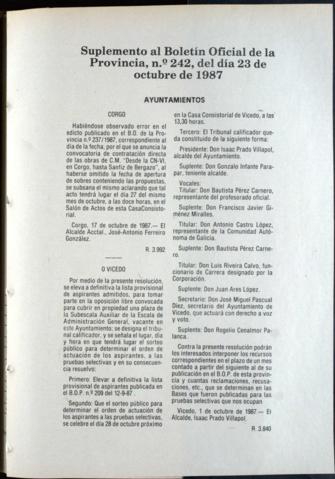 Suplemento al Boletín Oficial de la
Provincia, n.º 242, del día 23 de
octubre de 1987
AYUNTAMIENTOS
CORGO
Habiéndose observado error en el
edicto publicado en el B.O. de la Pro-
vincia n.º 237/1987, correspondiente al
día de la fecha, por el que se anuncia la
convocatoria de contratación directa
de las obras de C.M. "Desde la CN-VI,
en Corgo, hasta Sanfiz de Bergazo", al
haberse omitido la fecha de apertura
de sobres conteniendo las propuestas,
se subsana el mismo aclarando que tal
acto tendrá lugar el día 27 del mismo
mes de octubre, a las doce horas, en el
Salón de Actos de esta CasaConsisto-
rial.
Corgo, 17 de octubre de 1987.— El
Alcalde Acctal., José-Antonio Ferreiro
González.
R. 3.992
O VICEDO
Por medio de la presente resolución,
se eleva a definitiva la lista provisional
de aspirantes admitidos, para tomar
parte en la oposición libre convocada
para cubrir en propiedad una plaza de
la Subescala Auxiliar de la Escala de
Administración General, vacante en
este Ayuntamiento; se designa el tribu-
nal calificador, y se señala el lugar, día
y hora en que tendrá lugar el sorteo
público para determinar el orden de
actuación de los aspirantes, a las
pruebas selectivas y en su consecuen-
cia resuelvo:
Primero: Elevar a definitiva la lista
provisional de aspirantes publicada en
el B.O.P. n.º 209 del 12-9-87
Segundo: Que el sorteo público para
determinar el orden de actuación de
los aspirantes a las pruebas selectivas,
se celebre el día 28 de octubre próximo
en la Casa Consistorial de Vicedo, a las
13,30 horas.
Tercero: El Tribunal calificador que-
da constituido de la siguiente forma:
Presidente: Don Isaac Prado Villapol,
alcalde del Ayuntamiento.
Suplente: Don Gonzalo Infante Parapar,
teniente alcalde.
Vocales:
Titular: Don Bautista Pérez Carnero,
representante del profesorado oficial.
Suplente: Don Francisco Javier Gi-
ménez Miralles.
Titular: Don Antonio Castro López,
representante de la Comunidad Autó-
noma de Galicia.
Suplente: Don Bautista Pérez Carne-
ro.
Titular: Don Luis Riveira Calvo, fun-
cionario de Carrera designado por la
Corporación.
Suplente: Don Juan Ares López.
Secretario: Don José Miguel Pascual
Díez, secretario del Ayuntamiento de
Vicedo, que actuará con derecho a voz
y voto.
Suplente: Don Rogelio Cenalmor Pa-
lanca.
Contra la presente resolución podrán
los interesados interponer los recursos
correspondientes en el plazo de un mes
contado a partir del siguiente al de su
publicación en el B.O.P. de esta provin-
cia y cuantas reclamaciones, recusa-
ciones, etc., que se determinan en las
Bases que fueron publicadas para las
pruebas selectivas que nos ocupan
Vicedo, 1 de octubre de 1987.— El
Alcalde, Isaac Prado Villapol.
R. 3.840